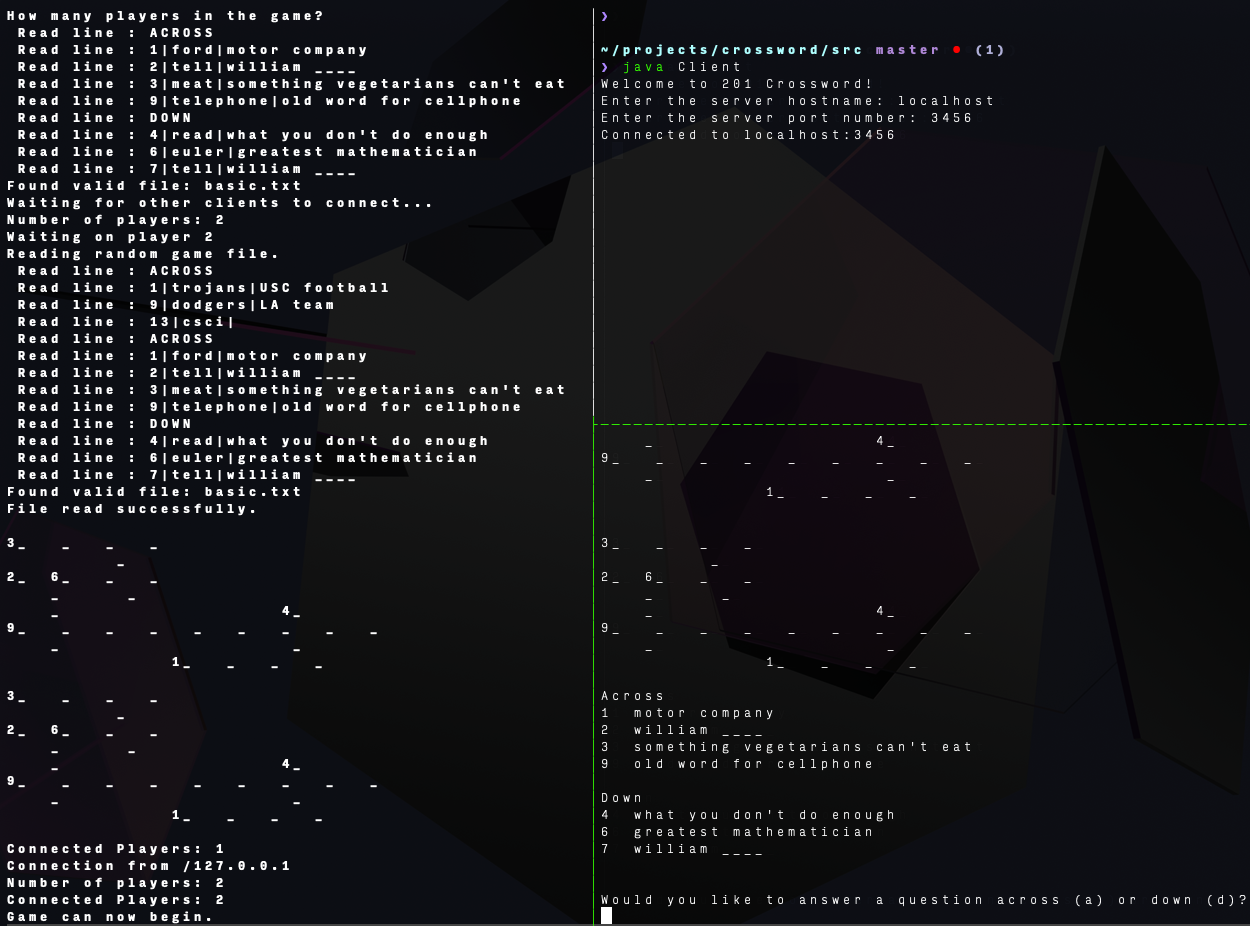 How many players in the game?
Read line : ACROSS
Read line : 1|ford|motor company
Read line : 2|tell|william ____
Read line : 3|meat|something vegetarians can't eat
Read line : 9|telephone|old word for cellphone
Read line : DOWN
Read line : 4|read|what you don't do enough
Read line : 6|euler|greatest mathematician
Read line : 7|tell|william ____
Found valid file: basic.txt
Waiting for other clients to connect...
Number of players: 2
Waiting on player 2
Reading random game file.
Read line : ACROSS
Read line : 1|trojans|USC football
Read line : 9|dodgers|LA team
Read line : 13|csci|
Read line : ACROSS
Read line : 1|ford|motor company
Read line : 2|tell|william ____
Read line : 3|meat|something vegetarians can't eat
Read line : 9|telephone|old word for cellphone
Read line : DOWN
Read line : 4|read|what you don't do enough
Read line : 6|euler|greatest mathematician
Read line : 7|tell|william ____
Found valid file: basic.txt
File read successfully.
3_   _   _   _
          _
2_  6_   _   _
    _      _
    _                    4_
9_   _   _   _   _   _   _   _   _
    _                     _
               1_   _   _   _
3_   _   _   _
          _
2_  6_   _   _
    _      _
    _                    4_
9_   _   _   _   _   _   _   _   _
    _                     _
               1_   _   _   _
Connected Players: 1
Connection from /127.0.0.1
Number of players: 2
Connected Players: 2
Game can now begin.
❯
~/projects/crossword/src master ● (1)
❯ java Client
Welcome to 201 Crossword!
Enter the server hostname: localhost
Enter the server port number: 3456
Connected to localhost:3456
    _                    4_
9_   _   _   _   _   _   _   _   _
    _                     _
               1_   _   _   _
3_   _   _   _
          _
2_  6_   _   _
    _      _
    _                    4_
9_   _   _   _   _   _   _   _   _
    _                     _
               1_   _   _   _
Across
1  motor company
2  william ____
3  something vegetarians can't eat
9  old word for cellphone
Down
4  what you don't do enough
6  greatest mathematician
7  william ____
Would you like to answer a question across (a) or down (d)?